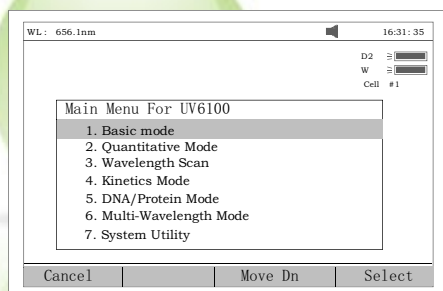 WL: 656.1nm 16:31:35
D2
W
Cell #1
Main Menu For UV6100
1. Basic mode
2. Quantitative Mode
3. Wavelength Scan
4. Kinetics Mode
5. DNA/Protein Mode
6. Multi-Wavelength Mode
7. System Utility
Cancel Move Dn Select